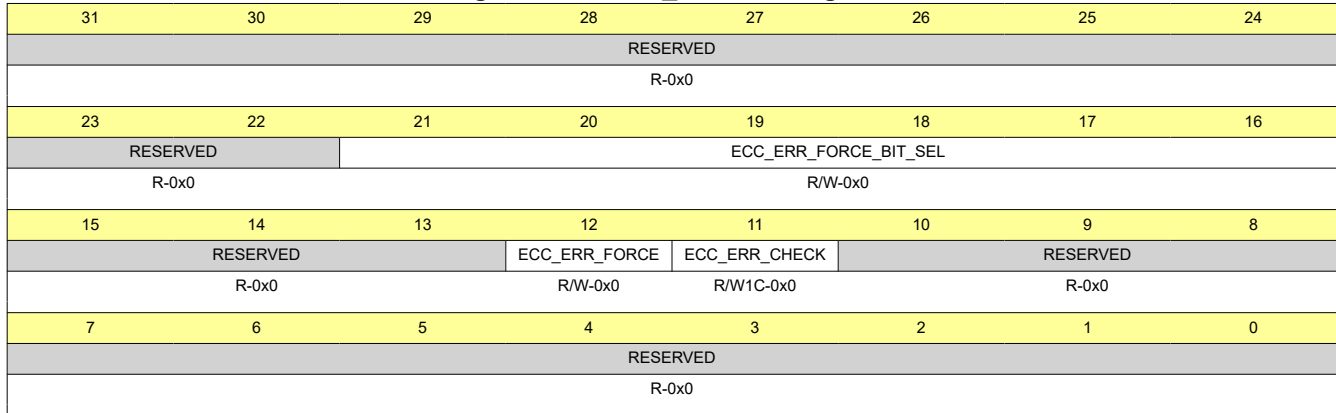 31 30 29 28 27 26 25 24
RESERVED
R-0x0
23 22 21 20 19 18 17 16
RESERVED ECC_ERR_FORCE_BIT_SEL
R-0x0 R/W-0x0
15 14 13 12 11 10 9 8
RESERVED ECC_ERR_FORCE ECC_ERR_CHECK RESERVED
R-0x0 R/W-0x0 R/W1C-0x0 R-0x0
7 6 5 4 3 2 1 0
RESERVED
R-0x0